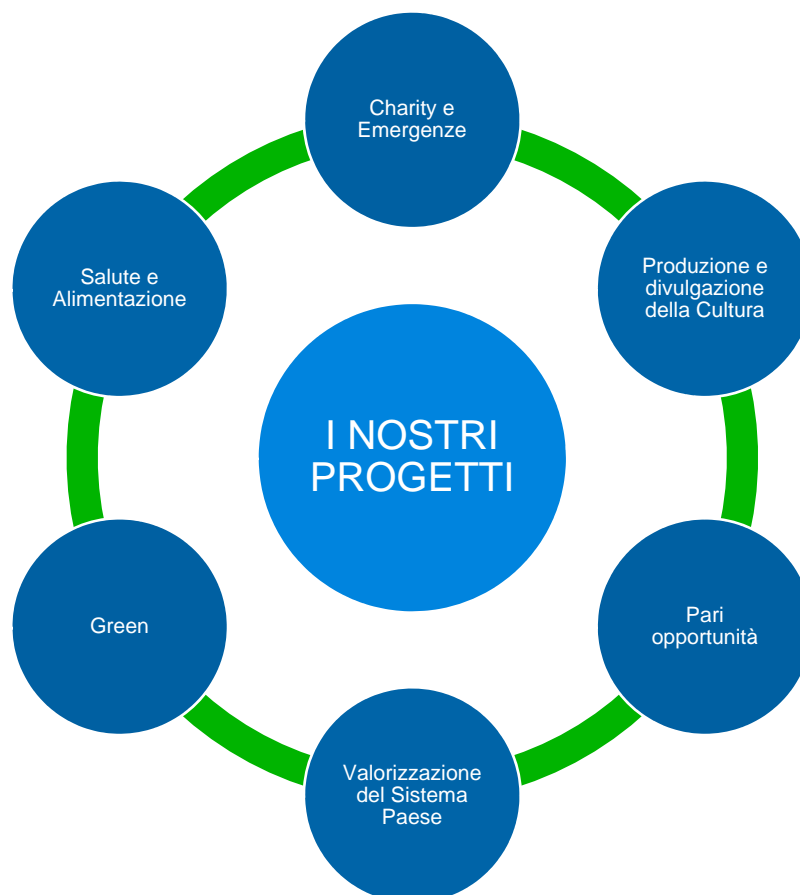 Charity e
Emergenze
Produzione e
divulgazione
della Cultura
Pari
opportunità
Valorizzazione
del Sistema
Paese
Green
Salute e
Alimentazione
I NOSTRI
PROGETTI